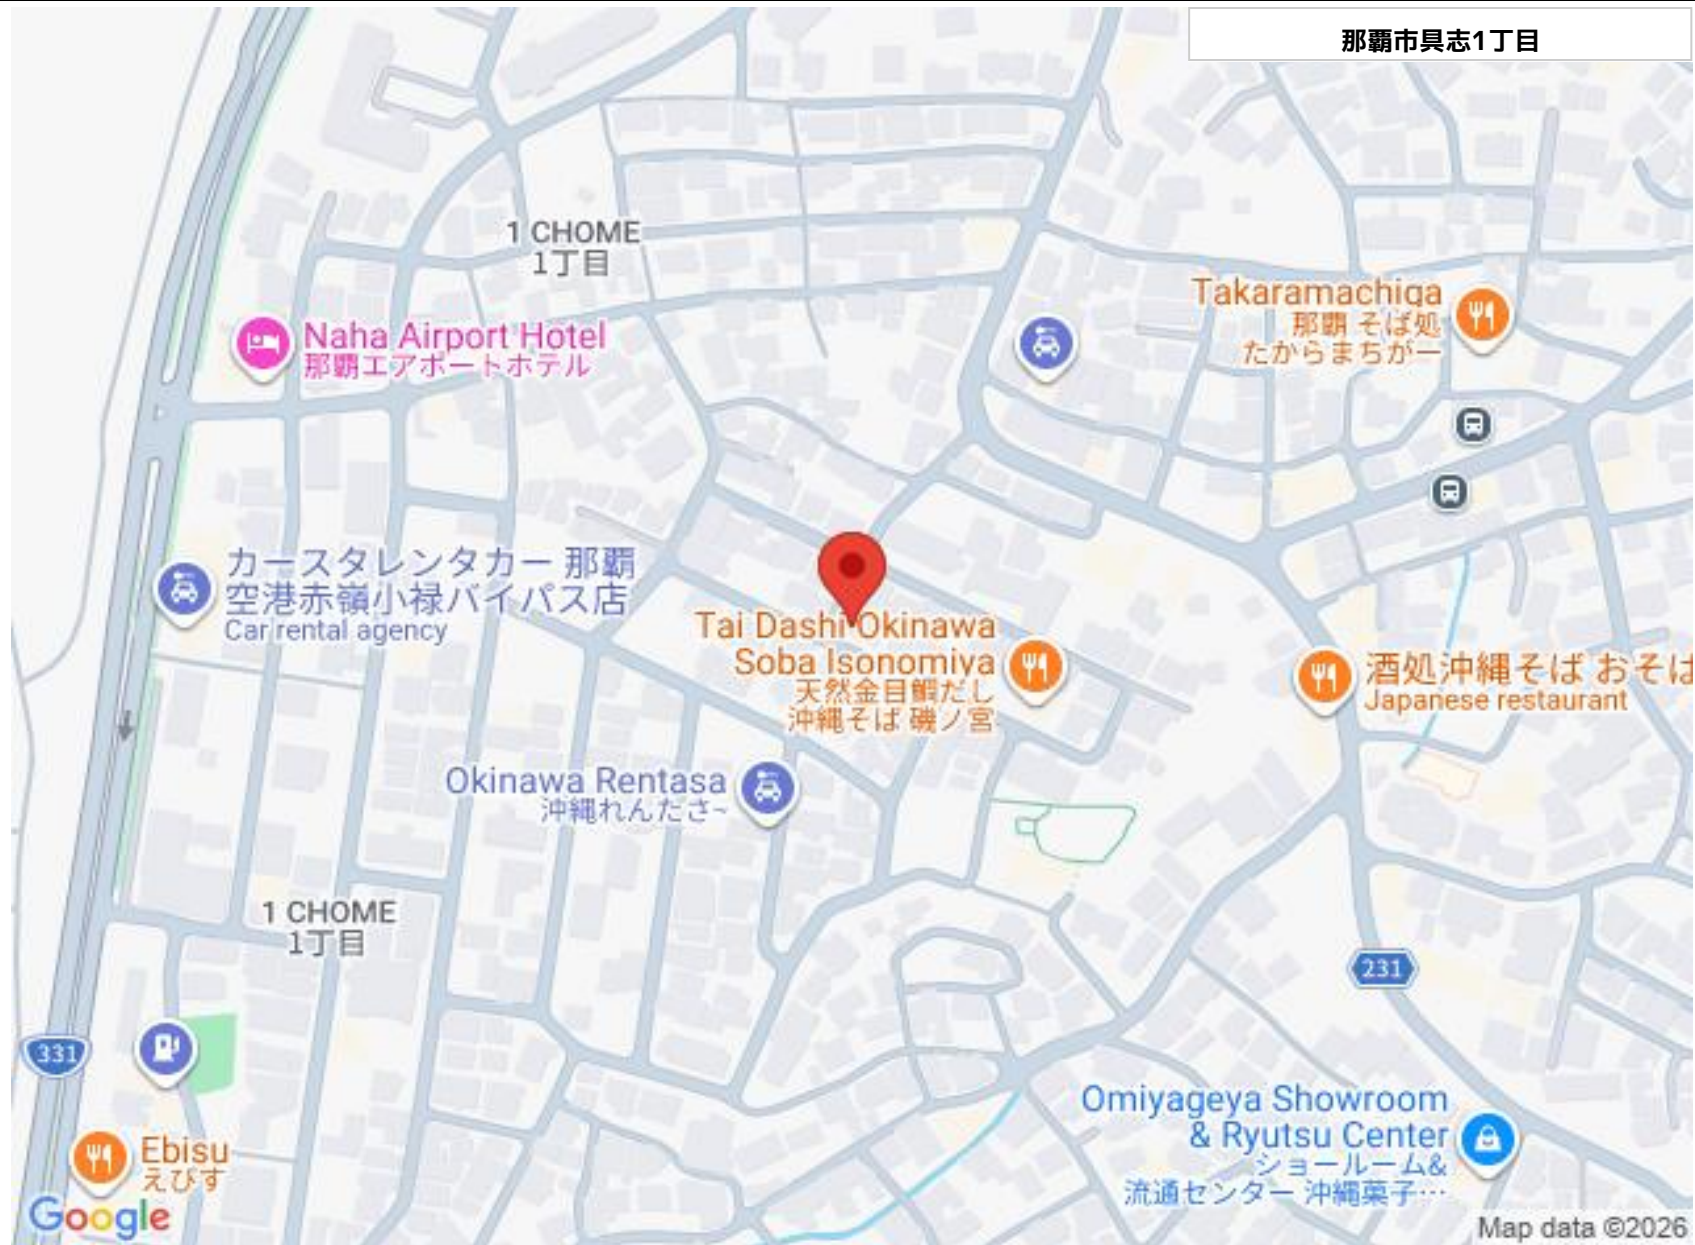 那覇市具志1丁目
1 CHOME
1丁目
Takaramachiga
那覇 そば処
たからまちがー
Naha Airport Hotel
那覇エアポートホテル
カースタレンタカー 那覇
空港赤嶺小禄バイパス店
Car rental agency
Tai Dashi Okinawa
Soba Isonomiya
天然金目鯛だし
沖縄そば 磯ノ宮
酒処沖縄そば おそば
Japanese restaurant
Okinawa Rentasa
沖縄れんたさ~
1 CHOME
1丁目
231
331
Omiyageya Showroom
& Ryutsu Center
ショールーム&
流通センター 沖縄菓子…
Ebisu
えびす
Google
Map data ©2026